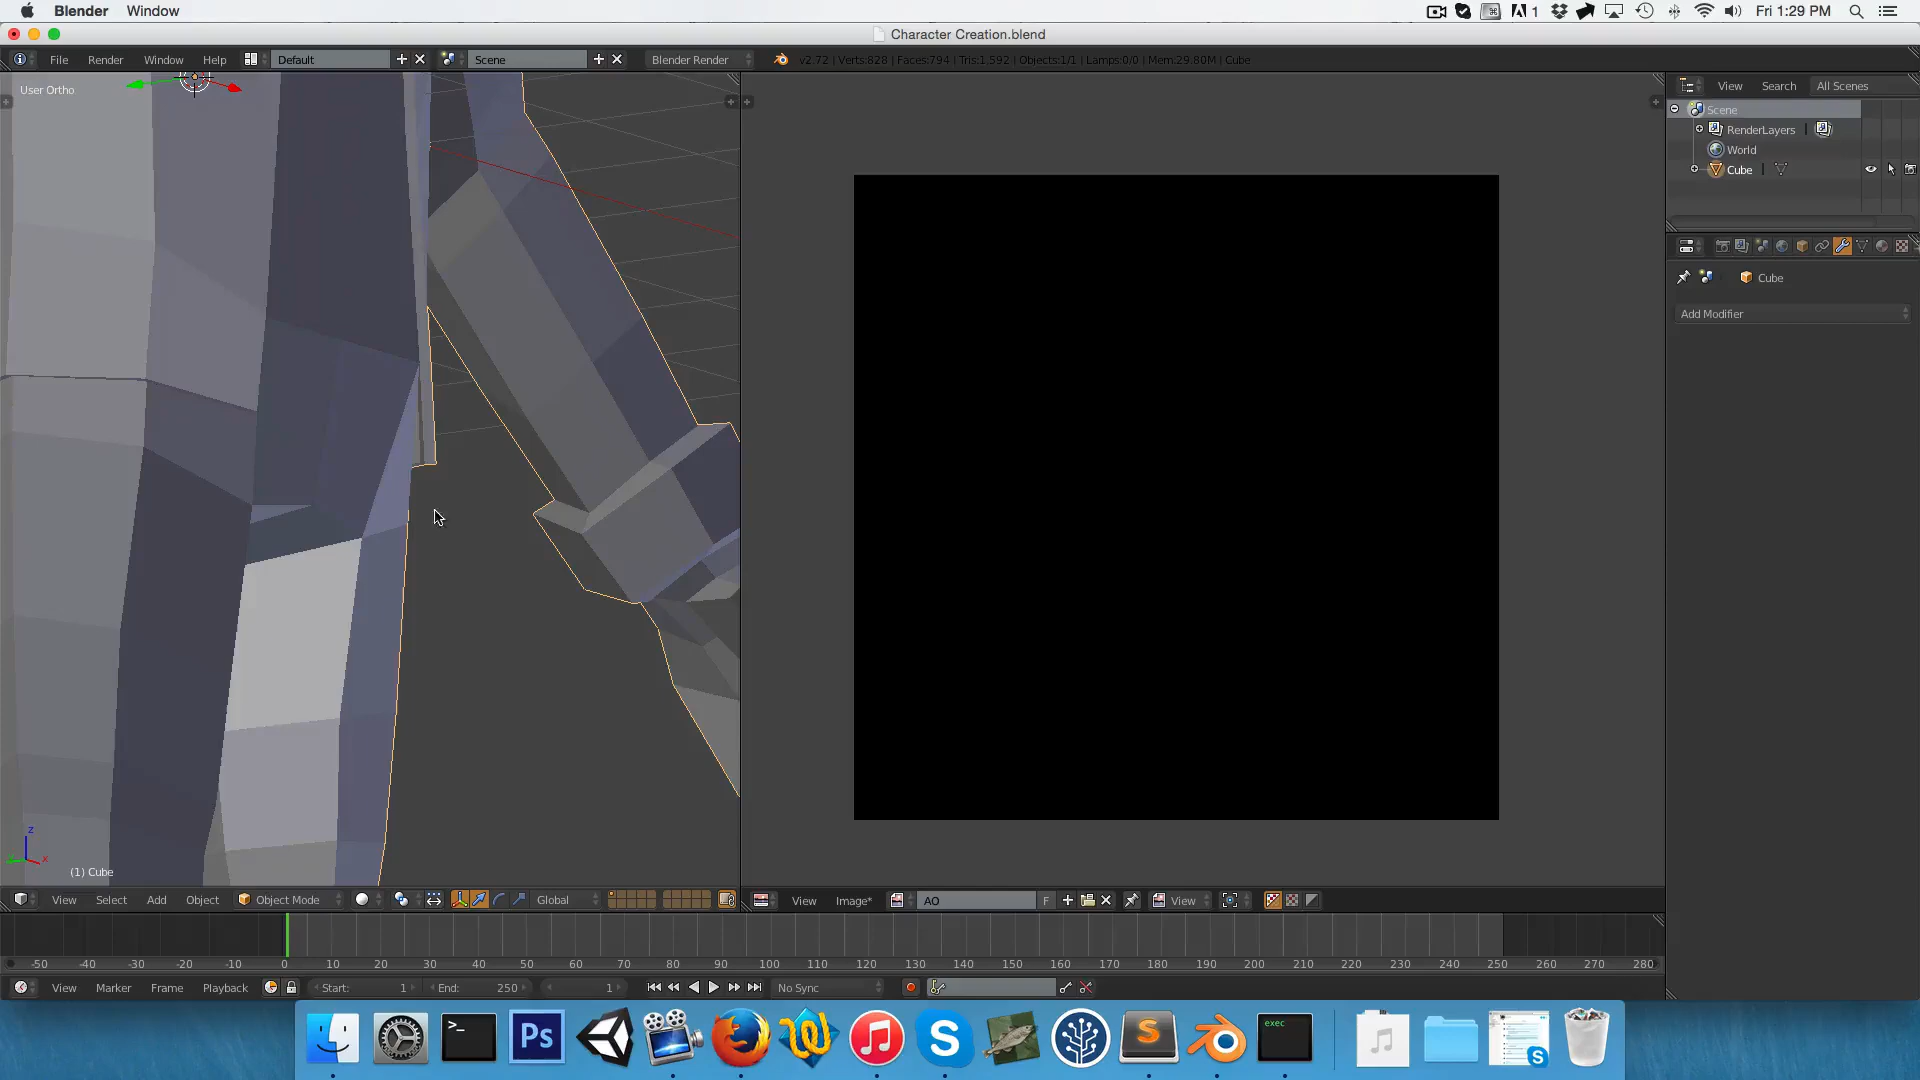 Blender Window 1 Fri 1:29 PM
Character Creation.blend
File Render Window Help Default Scene Blender Render v2.72 | Verts:828 | Faces:794 | Tris:1,592 | Objects:1/1 | Lamps:0/0 | Mem:29.80M | Cube
View Search All Scenes
User Ortho
Scene
RenderLayers
World
Cube
Cube
Add Modifier
z
x
(1) Cube
View Select Add Object Object Mode Global
View Image* AO F View
-50 -40 -30 -20 -10 0 10 20 30 40 50 60 70 80 90 100 110 120 130 140 150 160 170 180 190 200 210 220 230 240 250 260 270 280
View Marker Frame Playback Start: 1 End: 250 1 No Sync
Ps
exec
S